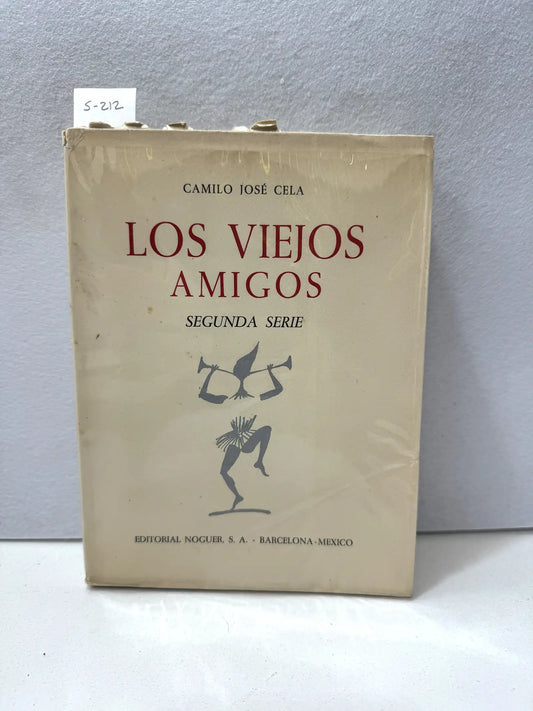 S-212
CAMILO JOSÉ CELA
LOS VIEJOS
AMIGOS
SEGUNDA SERIE
EDITORIAL NOGUER, S. A. - BARCELONA-MEXICO